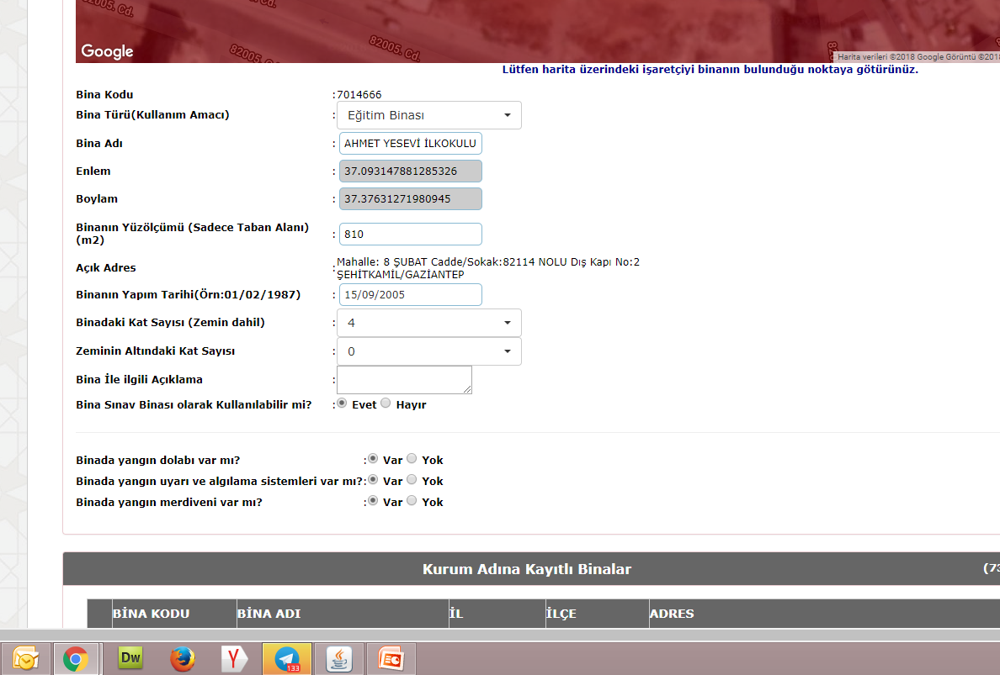 82005. Cd.
Cd.
82005. Cd.
82005. Cd.
Google
Harita verileri ©2018 Google Görüntü ©2018
Lütfen harita üzerindeki işaretçiyi binanın bulunduğu noktaya götürünüz.
Bina Kodu :7014666
Bina Türü(Kullanım Amacı) : Eğitim Binası
Bina Adı : AHMET YESEVİ İLKOKULU
Enlem : 37.093147881285326
Boylam : 37.37631271980945
Binanın Yüzölçümü (Sadece Taban Alanı)
(m2) : 810
Açık Adres : Mahalle: 8 ŞUBAT Cadde/Sokak:82114 NOLU Dış Kapı No:2
ŞEHİTKAMİL/GAZİANTEP
Binanın Yapım Tarihi(Örn:01/02/1987) : 15/09/2005
Binadaki Kat Sayısı (Zemin dahil) : 4
Zeminin Altındaki Kat Sayısı : 0
Bina İle ilgili Açıklama :
Bina Sınav Binası olarak Kullanılabilir mi? : Evet Hayır
Binada yangın dolabı var mı? : Var Yok
Binada yangın uyarı ve algılama sistemleri var mı?: Var Yok
Binada yangın merdiveni var mı? : Var Yok
Kurum Adına Kayıtlı Binalar (73
BİNA KODU BİNA ADI İL İLÇE ADRES
Dw
Y
133